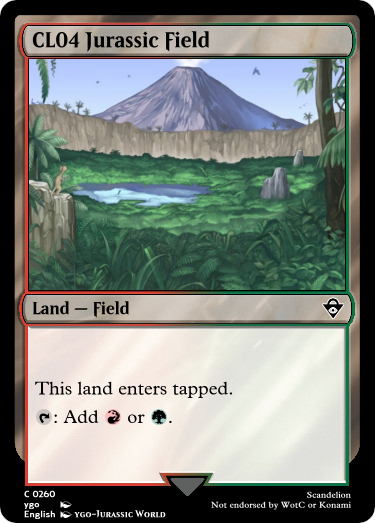 CL04 Jurassic Field
Land — Field
This land enters tapped.
: Add or .
C 0260
ygo
English YGO-Jurassic World
Scandelion
Not endorsed by WotC or Konami